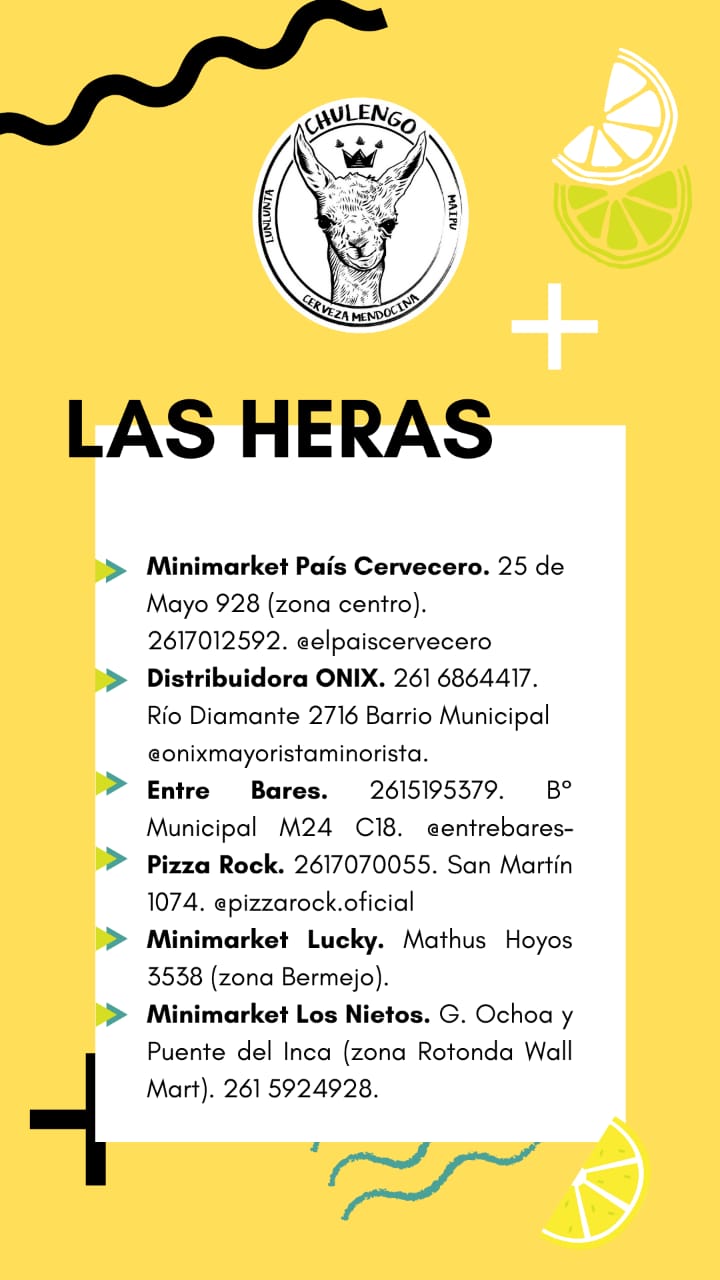 CHULENGO
LUNLUNTA
MAIPU
CERVEZA MENDOCINA
LAS HERAS
Minimarket País Cervecero. 25 de
Mayo 928 (zona centro).
2617012592. @elpaiscervecero
Distribuidora ONIX. 261 6864417.
Río Diamante 2716 Barrio Municipal
@onixmayoristaminorista.
Entre Bares. 2615195379. B°
Municipal M24 C18. @entrebares-
Pizza Rock. 2617070055. San Martín
1074. @pizzarock.oficial
Minimarket Lucky. Mathus Hoyos
3538 (zona Bermejo).
Minimarket Los Nietos. G. Ochoa y
Puente del Inca (zona Rotonda Wall
Mart). 261 5924928.